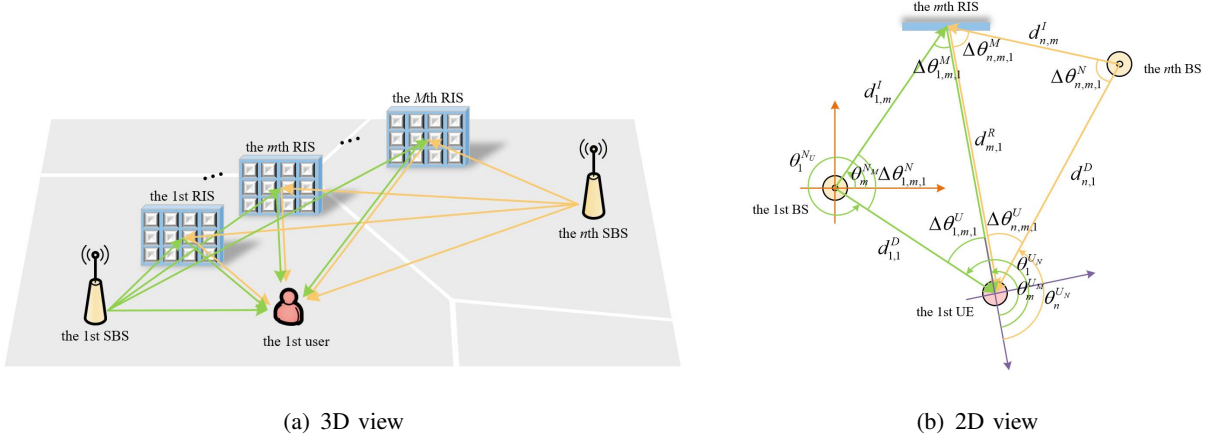 the Mth RIS
the mth RIS
the 1st RIS
the nth SBS
the 1st SBS
the 1st user
(a) 3D view
the mth RIS
d^I_{n,m}
Δθ^M_{n,m,1}
Δθ^M_{1,m,1}
Δθ^N_{n,m,1}
the nth BS
d^I_{1,m}
d^R_{m,1}
d^D_{n,1}
θ^{N_U}_1
θ^{N_M}_m
Δθ^N_{1,m,1}
the 1st BS
Δθ^U_{1,m,1}
Δθ^U_{n,m,1}
d^D_{1,1}
θ^{U_N}_1
θ^{U_M}_m
θ^{U_N}_n
the 1st UE
(b) 2D view